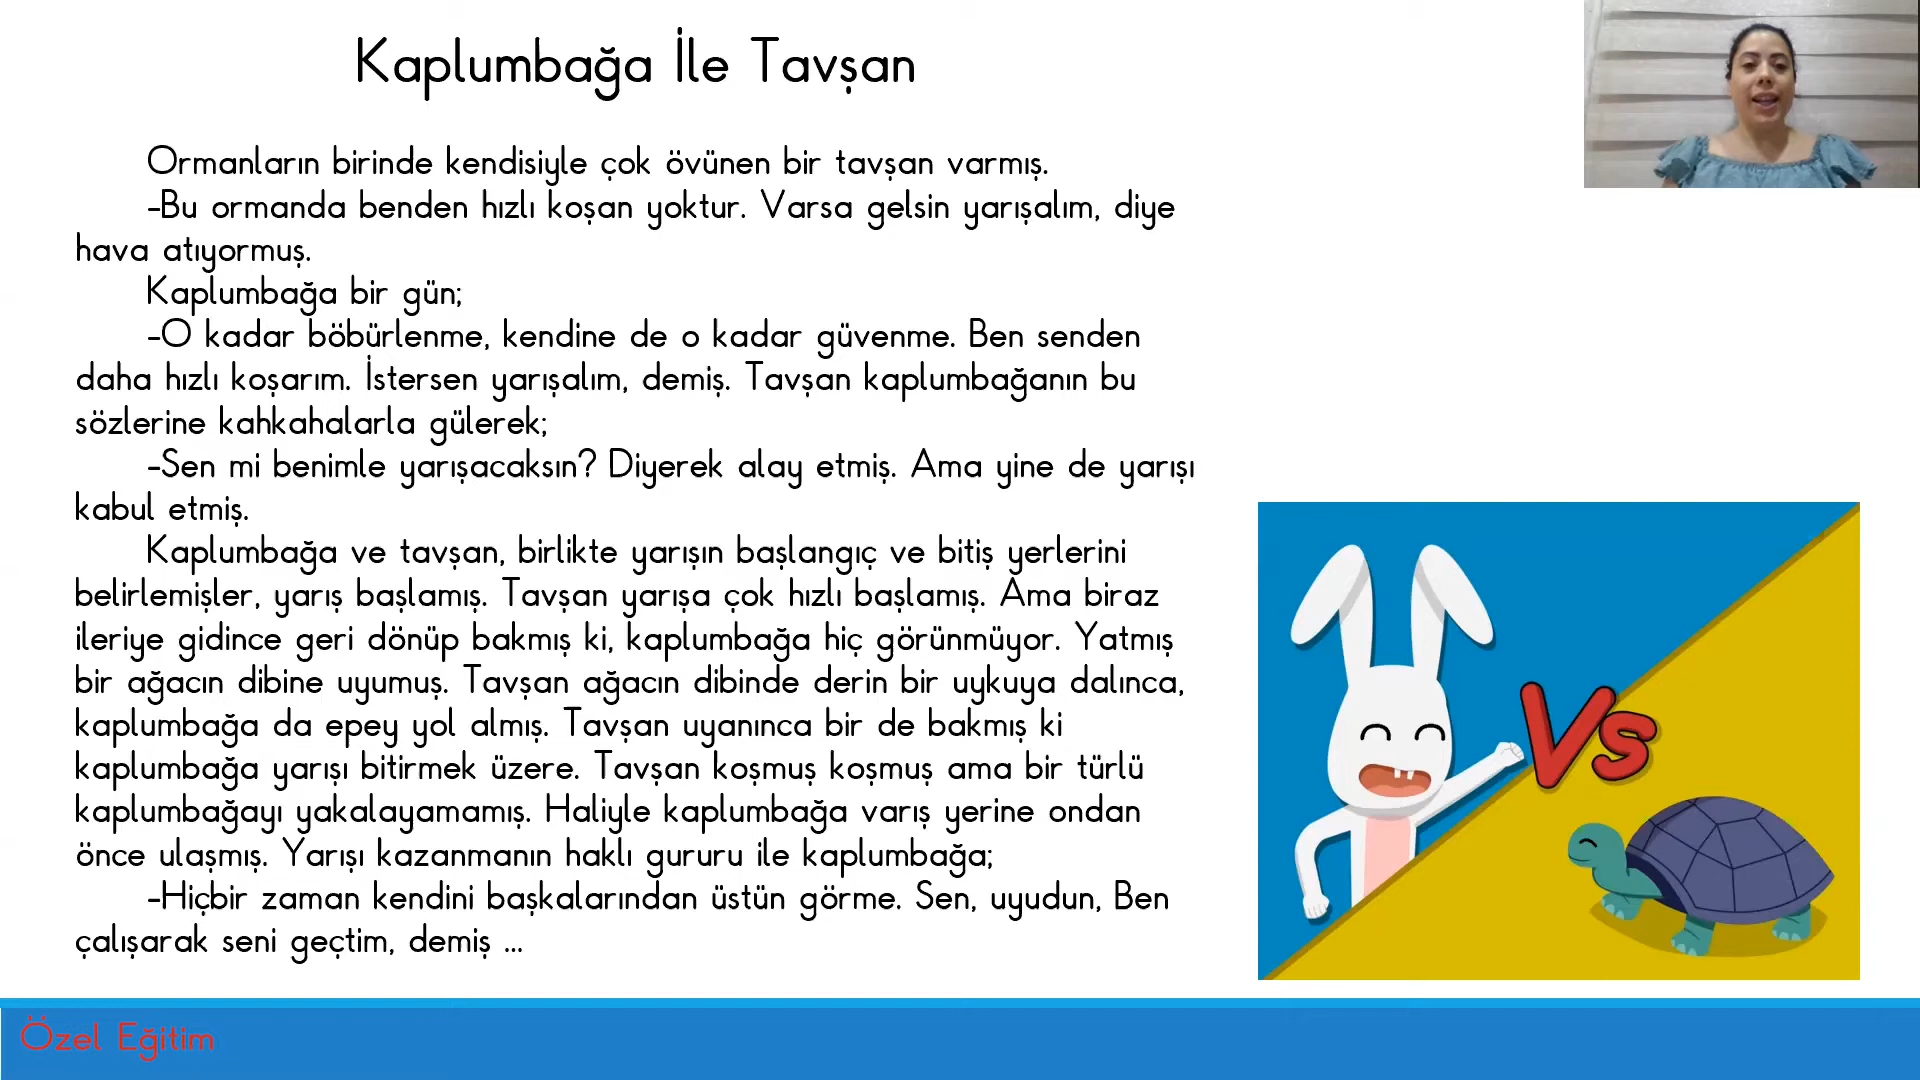 Kaplumbağa İle Tavşan
Ormanların birinde kendisiyle çok övünen bir tavşan varmış.
-Bu ormanda benden hızlı koşan yoktur. Varsa gelsin yarışalım, diye
hava atıyormuş.
Kaplumbağa bir gün;
-O kadar böbürlenme, kendine de o kadar güvenme. Ben senden
daha hızlı koşarım. İstersen yarışalım, demiş. Tavşan kaplumbağanın bu
sözlerine kahkahalarla gülerek;
-Sen mi benimle yarışacaksın? Diyerek alay etmiş. Ama yine de yarışı
kabul etmiş.
Kaplumbağa ve tavşan, birlikte yarışın başlangıç ve bitiş yerlerini
belirlemişler, yarış başlamış. Tavşan yarışa çok hızlı başlamış. Ama biraz
ileriye gidince geri dönüp bakmış ki, kaplumbağa hiç görünmüyor. Yatmış
bir ağacın dibine uyumuş. Tavşan ağacın dibinde derin bir uykuya dalınca,
kaplumbağa da epey yol almış. Tavşan uyanınca bir de bakmış ki
kaplumbağa yarışı bitirmek üzere. Tavşan koşmuş koşmuş ama bir türlü
kaplumbağayı yakalayamamış. Haliyle kaplumbağa varış yerine ondan
önce ulaşmış. Yarışı kazanmanın haklı gururu ile kaplumbağa;
-Hiçbir zaman kendini başkalarından üstün görme. Sen, uyudun, Ben
çalışarak seni geçtim, demiş ...
Vs
Özel Eğitim